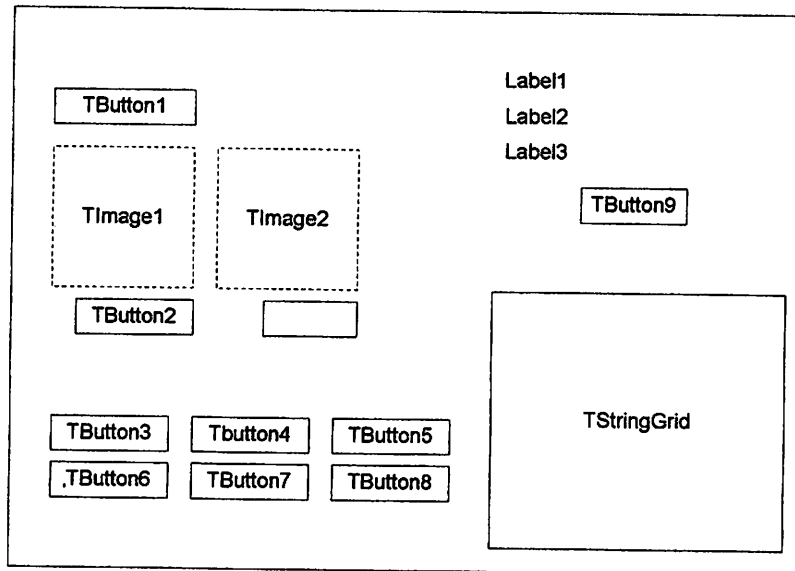 TButton1
Label1
Label2
Label3
TImage1
TImage2
TButton9
TButton2
TStringGrid
TButton3
Tbutton4
TButton5
.TButton6
TButton7
TButton8